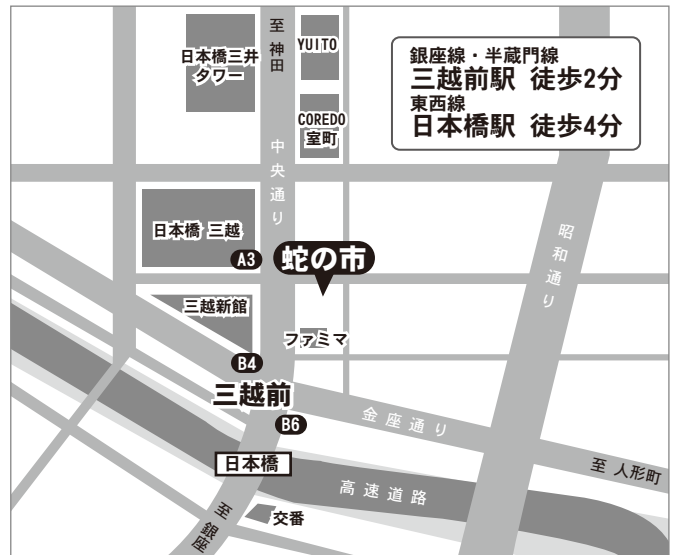 至神田
YUITO
日本橋三井
タワー
銀座線・半蔵門線
三越前駅 徒歩2分
東西線
日本橋駅 徒歩4分
COREDO
室町
中央通り
日本橋 三越
A3
蛇の市
昭和通り
三越新館
ファミマ
B4
三越前
B6
金座通り
至 人形町
日本橋
高速道路
至 銀座
交番